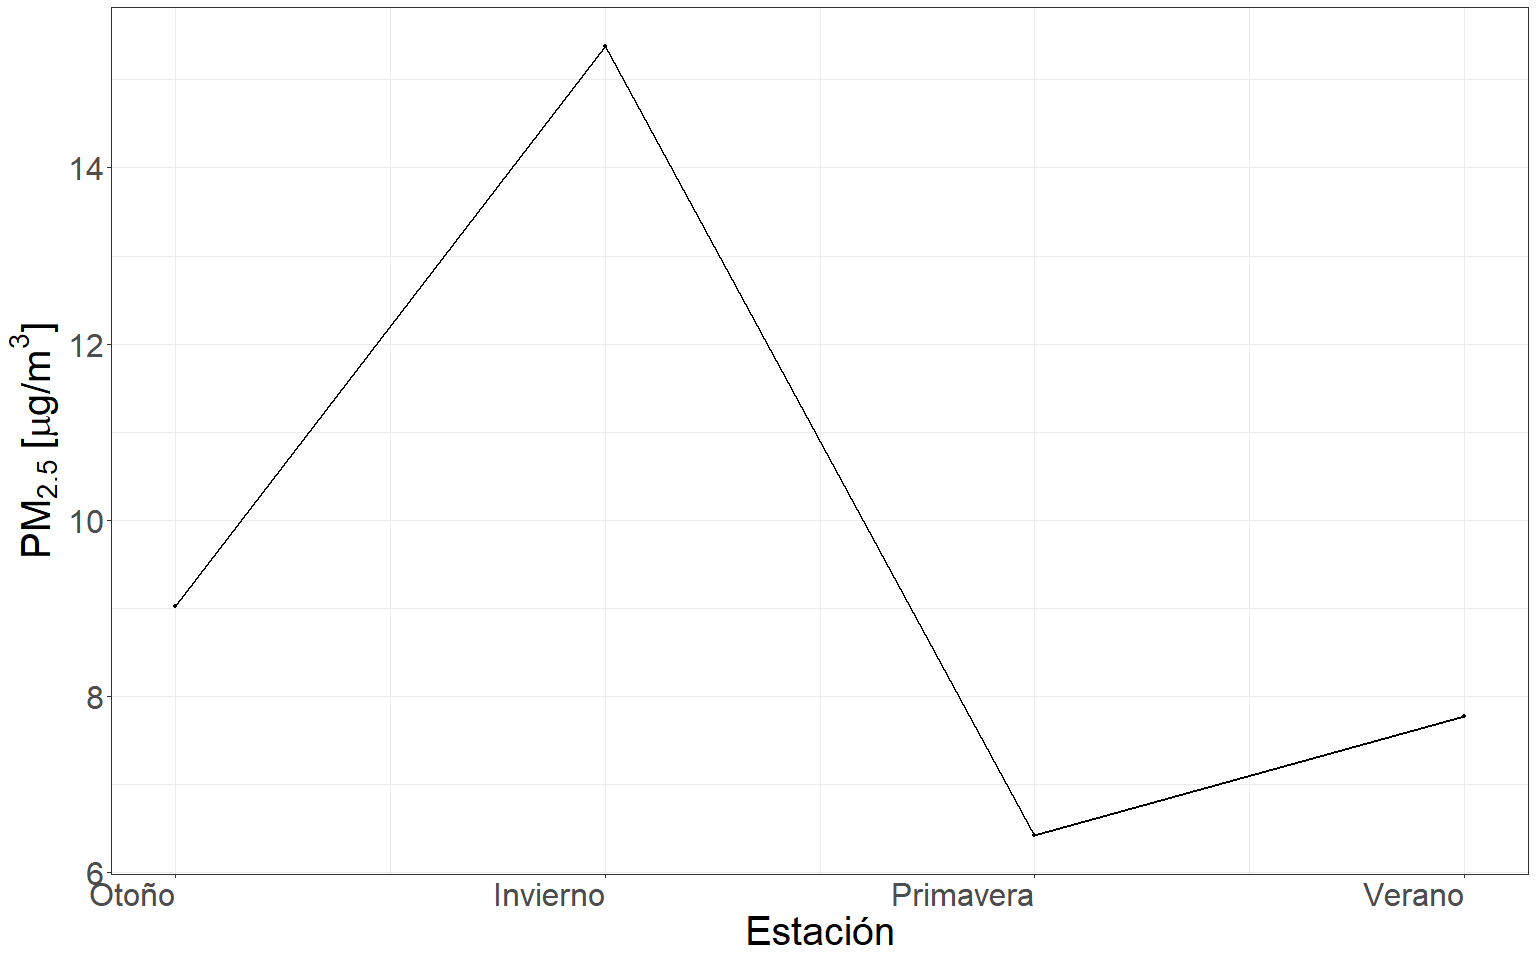 PM2.5 [μg/m3]
14
12
10
8
6
Otoño Invierno Primavera Verano
Estación